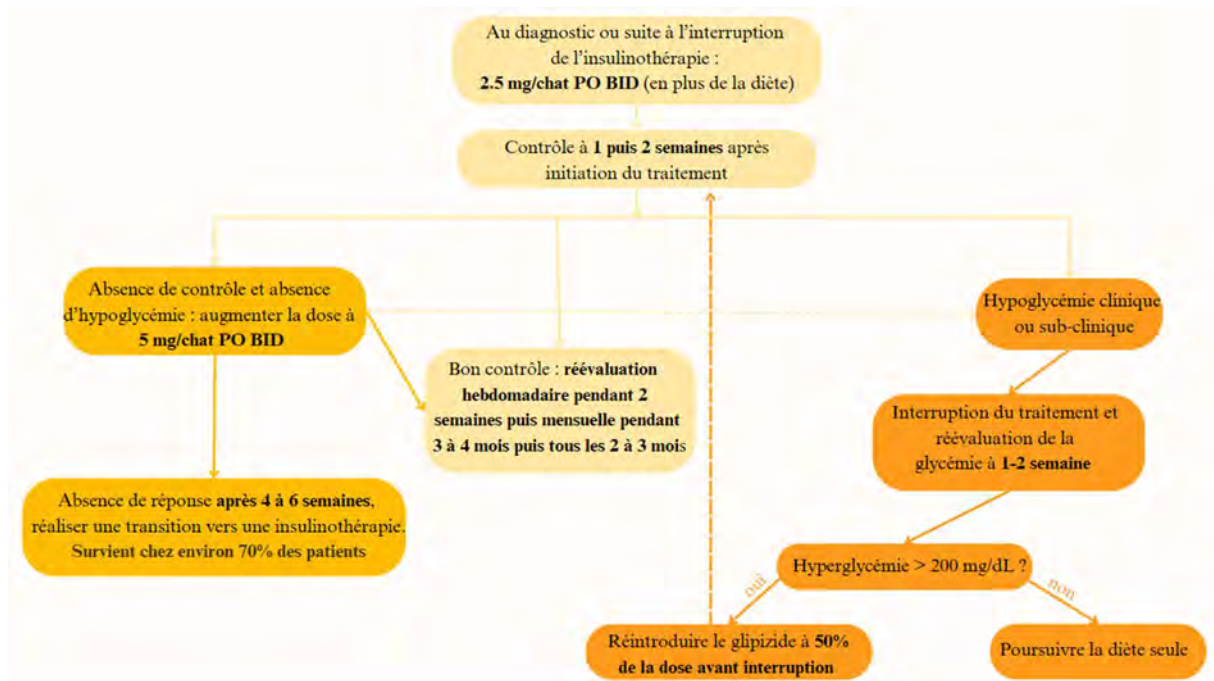 Au diagnostic ou suite à l'interruption
de l'insulinothérapie :
2.5 mg/chat PO BID (en plus de la diète)
Contrôle à 1 puis 2 semaines après
initiation du traitement
Absence de contrôle et absence
d'hypoglycémie : augmenter la dose à
5 mg/chat PO BID
Hypoglycémie clinique
ou sub-clinique
Bon contrôle : réévaluation
hebdomadaire pendant 2
semaines puis mensuelle pendant
3 à 4 mois puis tous les 2 à 3 mois
Interruption du traitement et
réévaluation de la
glycémie à 1-2 semaine
Absence de réponse après 4 à 6 semaines,
réaliser une transition vers une insulinothérapie.
Survient chez environ 70% des patients
Hyperglycémie > 200 mg/dL ?
oui
non
Réintroduire le glipizide à 50%
de la dose avant interruption
Poursuivre la diète seule